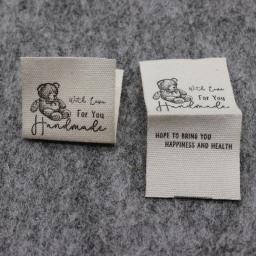 With Love
For You
Handmade
With Love
For You
Handmade
HOPE TO BRING YOU
HAPPINESS AND HEALTH